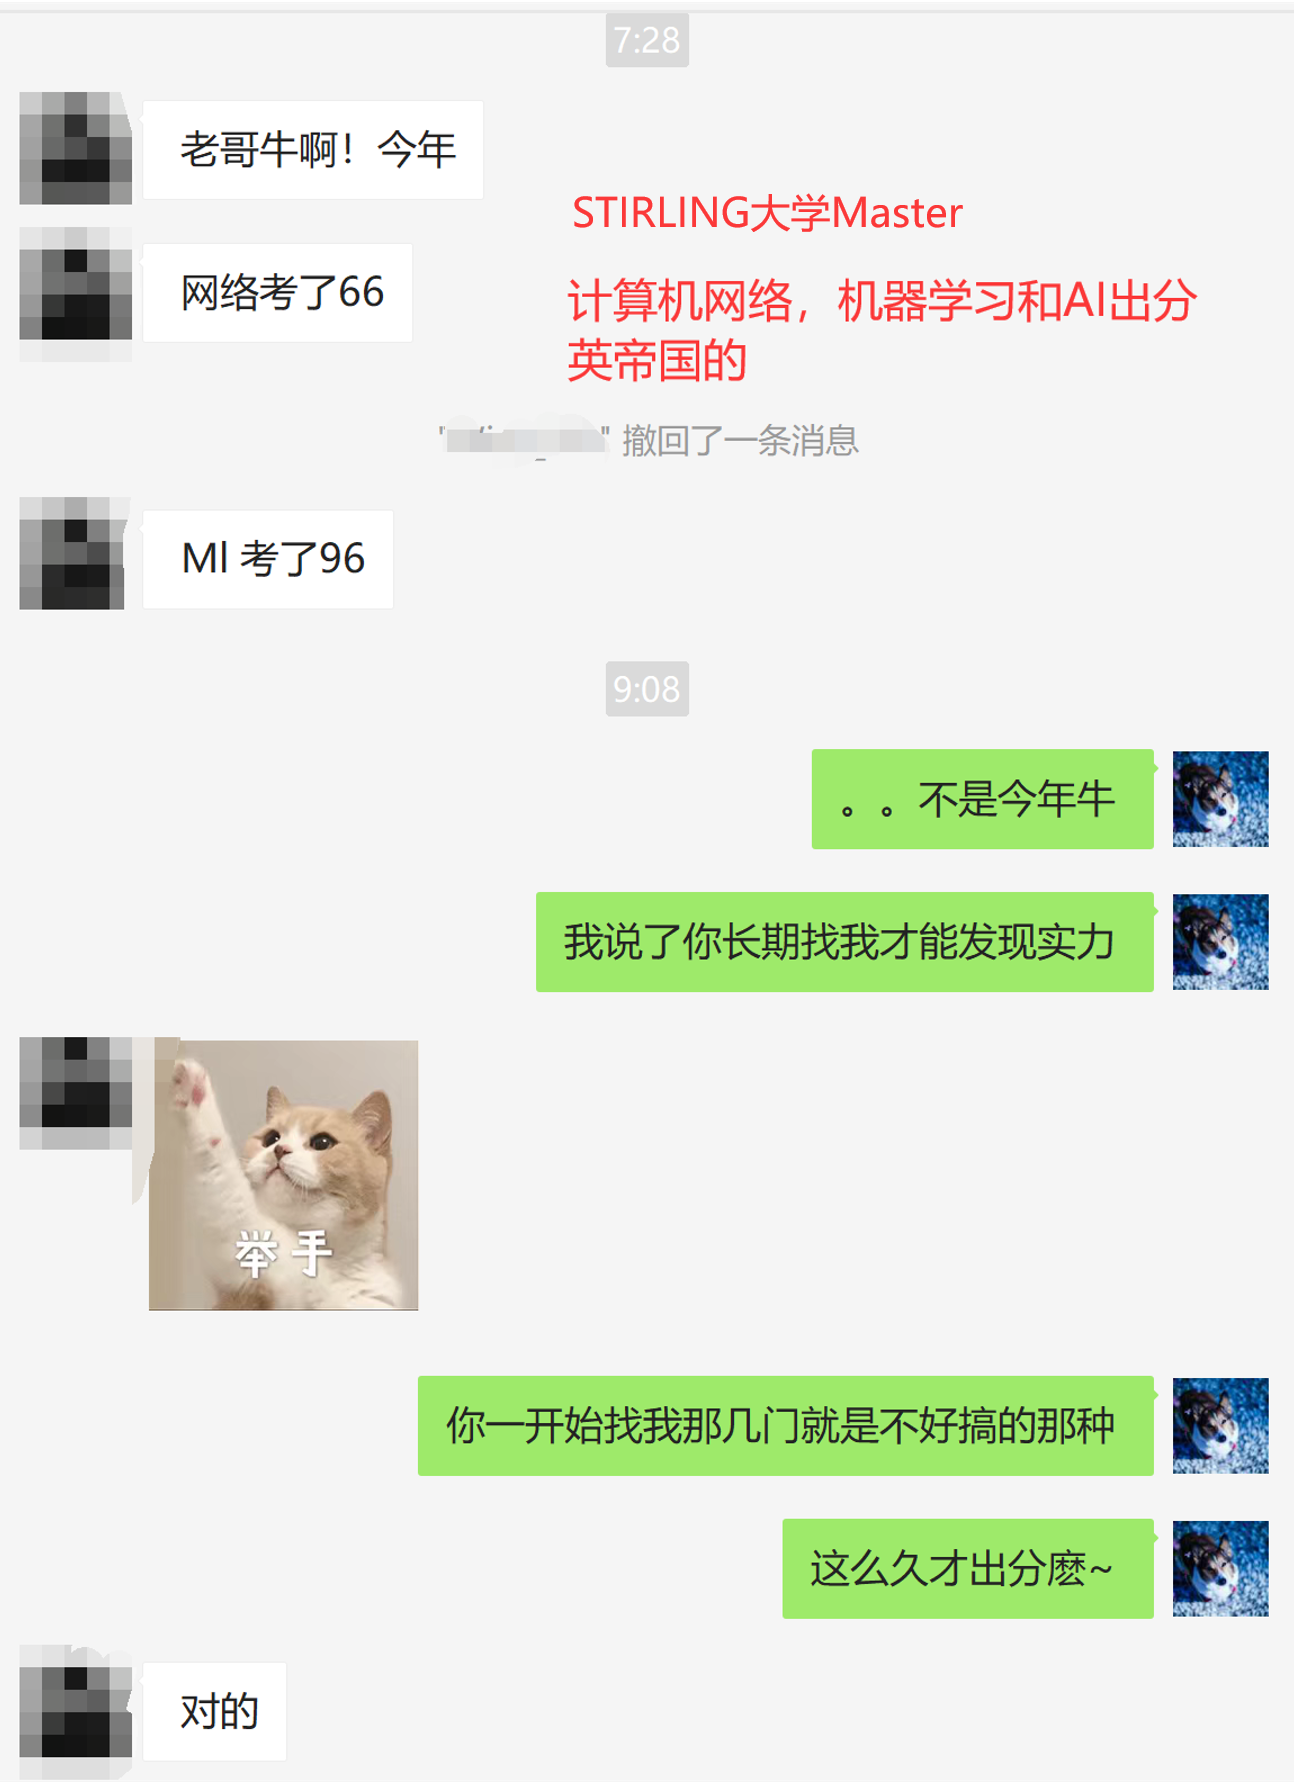 7:28
老哥牛啊！今年
STIRLING大学Master
网络考了66
计算机网络，机器学习和AI出分
英帝国的
" 撤回了一条消息
Ml 考了96
9:08
。。不是今年牛
我说了你长期找我才能发现实力
举手
你一开始找我那几门就是不好搞的那种
这么久才出分麽~
对的